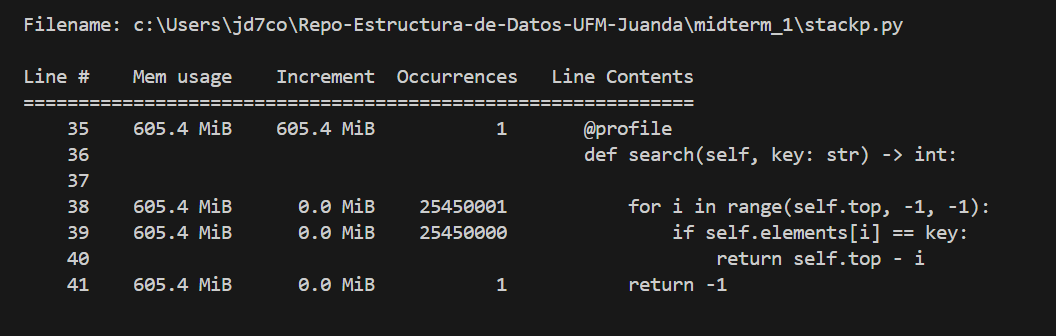 Filename: c:\Users\jd7co\Repo-Estructura-de-Datos-UFM-Juanda\midterm_1\stackp.py
Line #    Mem usage    Increment  Occurrences   Line Contents
=============================================================
    35    605.4 MiB    605.4 MiB           1       @profile
    36                                             def search(self, key: str) -> int:
    37
    38    605.4 MiB      0.0 MiB    25450001           for i in range(self.top, -1, -1):
    39    605.4 MiB      0.0 MiB    25450000               if self.elements[i] == key:
    40                                                         return self.top - i
    41    605.4 MiB      0.0 MiB           1           return -1